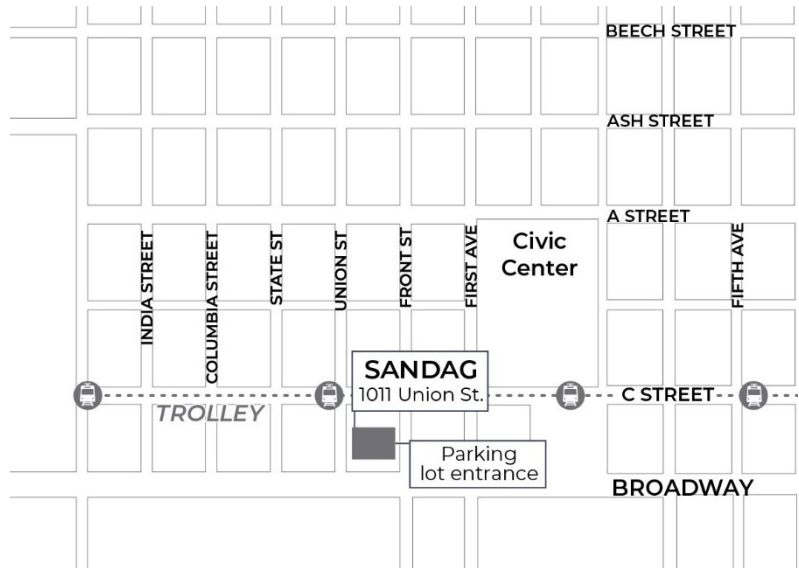 BEECH STREET
ASH STREET
A STREET
INDIA STREET
COLUMBIA STREET
STATE ST
UNION ST
FRONT ST
FIRST AVE
Civic
Center
FIFTH AVE
SANDAG
1011 Union St.
C STREET
TROLLEY
Parking
lot entrance
BROADWAY